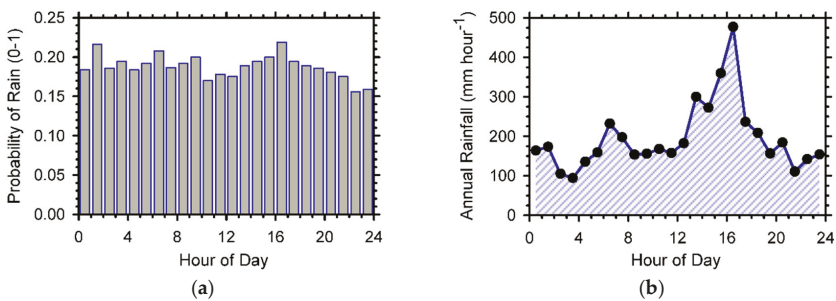 Probability of Rain (0-1)
0.25
0.20
0.15
0.10
0.05
0.00
0 4 8 12 16 20 24
Hour of Day
(a)
Annual Rainfall (mm hour-1)
500
400
300
200
100
0
0 4 8 12 16 20 24
Hour of Day
(b)